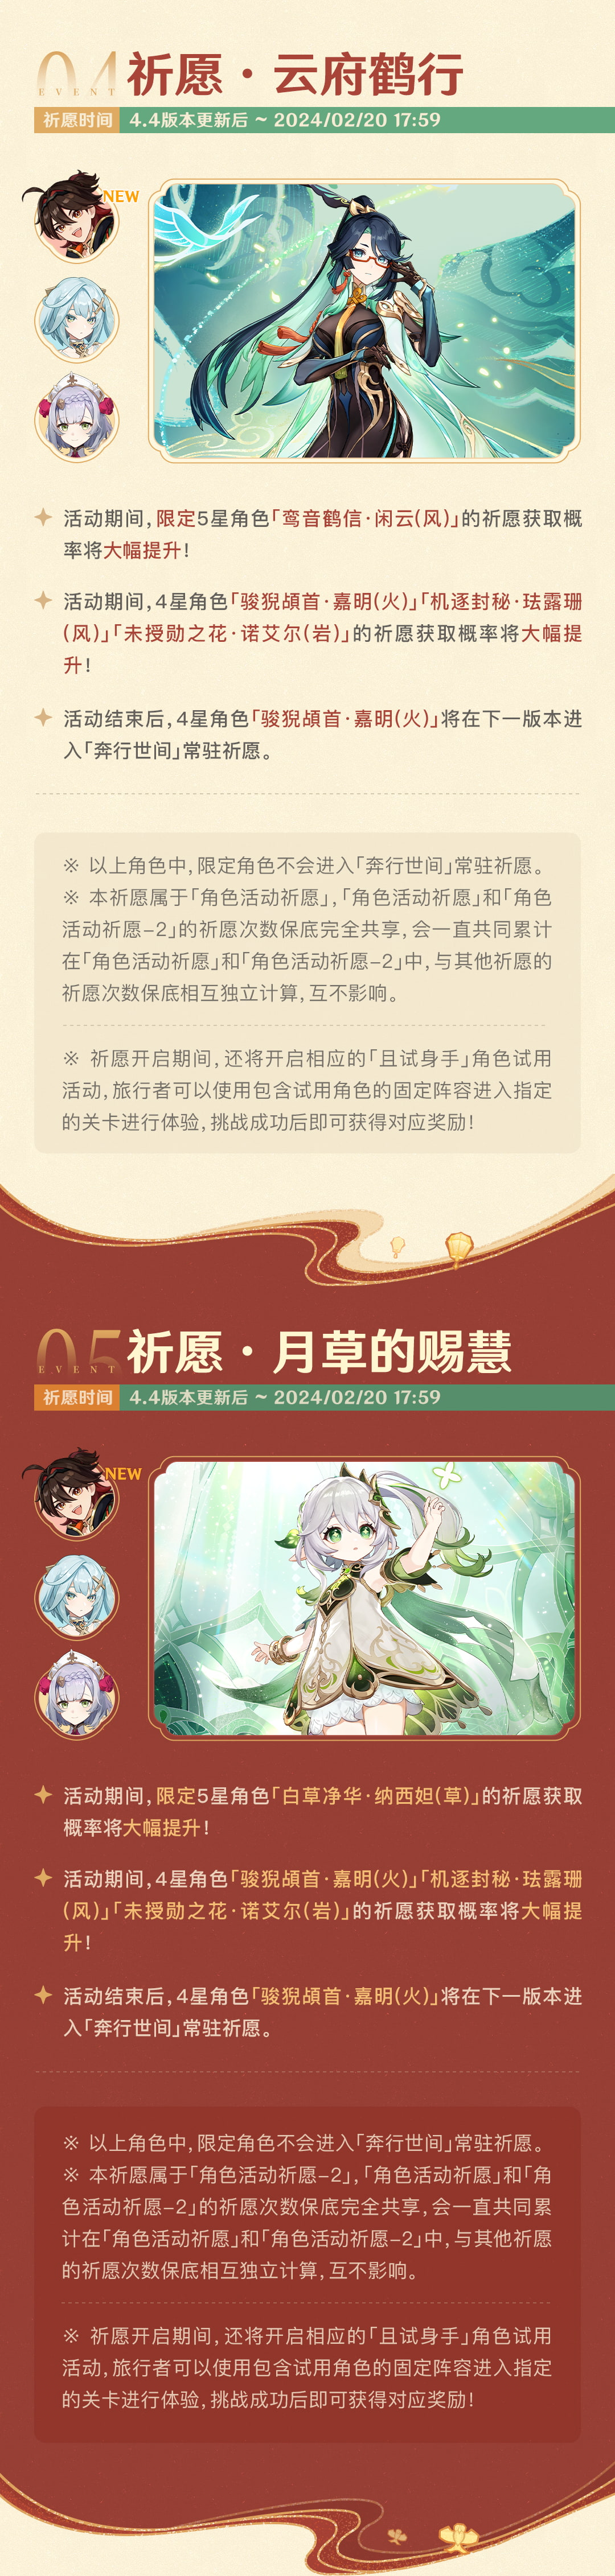 04
EVENT
祈愿·云府鹤行
祈愿时间 4.4版本更新后 ~ 2024/02/20 17:59
NEW
活动期间,限定5星角色「鸾音鹤信·闲云(风)」的祈愿获取概
率将大幅提升!
活动期间,4星角色「骏猊頏首·嘉明(火)」「机逐封秘·珐露珊
(风)」「未授勋之花·诺艾尔(岩)」的祈愿获取概率将大幅提
升!
活动结束后,4星角色「骏猊頏首·嘉明(火)」将在下一版本进
入「奔行世间」常驻祈愿。
※ 以上角色中,限定角色不会进入「奔行世间」常驻祈愿。
※ 本祈愿属于「角色活动祈愿」,「角色活动祈愿」和「角色
活动祈愿-2」的祈愿次数保底完全共享,会一直共同累计
在「角色活动祈愿」和「角色活动祈愿-2」中,与其他祈愿的
祈愿次数保底相互独立计算,互不影响。
※ 祈愿开启期间,还将开启相应的「且试身手」角色试用
活动,旅行者可以使用包含试用角色的固定阵容进入指定
的关卡进行体验,挑战成功后即可获得对应奖励!
05
EVENT
祈愿·月草的赐慧
祈愿时间 4.4版本更新后 ~ 2024/02/20 17:59
NEW
活动期间,限定5星角色「白草净华·纳西妲(草)」的祈愿获取
概率将大幅提升!
活动期间,4星角色「骏猊頏首·嘉明(火)」「机逐封秘·珐露珊
(风)」「未授勋之花·诺艾尔(岩)」的祈愿获取概率将大幅提
升!
活动结束后,4星角色「骏猊頏首·嘉明(火)」将在下一版本进
入「奔行世间」常驻祈愿。
※ 以上角色中,限定角色不会进入「奔行世间」常驻祈愿。
※ 本祈愿属于「角色活动祈愿-2」,「角色活动祈愿」和「角
色活动祈愿-2」的祈愿次数保底完全共享,会一直共同累
计在「角色活动祈愿」和「角色活动祈愿-2」中,与其他祈愿
的祈愿次数保底相互独立计算,互不影响。
※ 祈愿开启期间,还将开启相应的「且试身手」角色试用
活动,旅行者可以使用包含试用角色的固定阵容进入指定
的关卡进行体验,挑战成功后即可获得对应奖励!